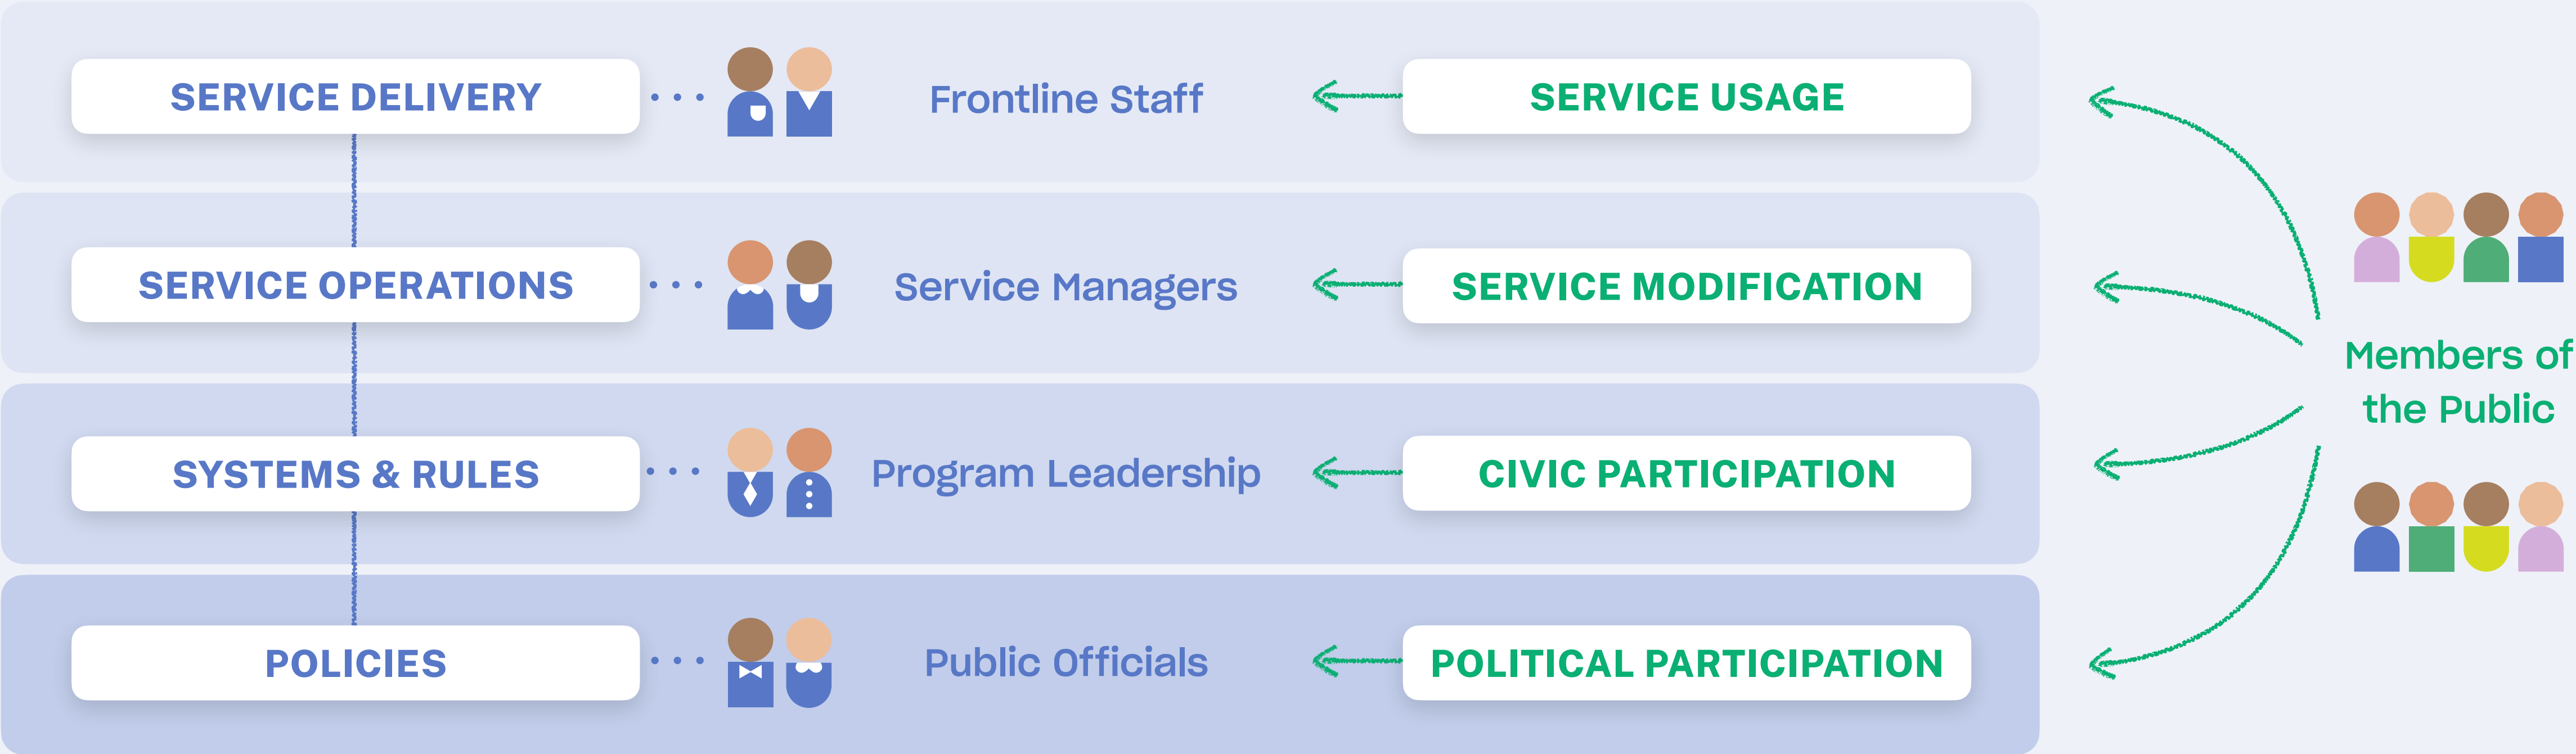 SERVICE DELIVERY
Frontline Staff
SERVICE USAGE
SERVICE OPERATIONS
Service Managers
SERVICE MODIFICATION
Members of
the Public
SYSTEMS & RULES
Program Leadership
CIVIC PARTICIPATION
POLICIES
Public Officials
POLITICAL PARTICIPATION